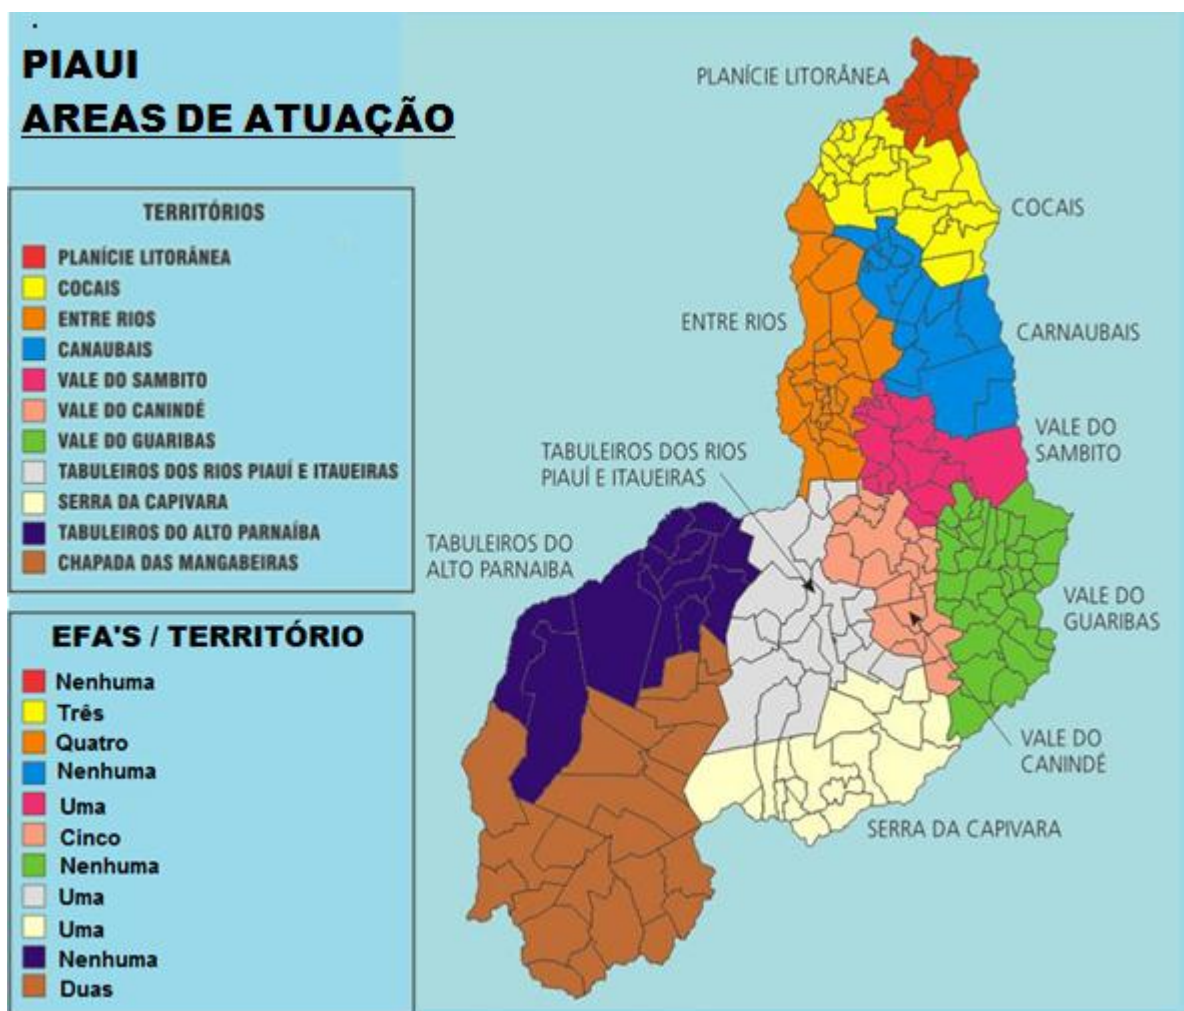 PIAUI
AREAS DE ATUAÇÃO
TERRITÓRIOS
PLANÍCIE LITORÂNEA
COCAIS
ENTRE RIOS
CANAUBAIS
VALE DO SAMBITO
VALE DO CANINDÉ
VALE DO GUARIBAS
TABULEIROS DOS RIOS PIAUÍ E ITAUEIRAS
SERRA DA CAPIVARA
TABULEIROS DO ALTO PARNAÍBA
CHAPADA DAS MANGABEIRAS
EFA'S / TERRITÓRIO
Nenhuma
Três
Quatro
Nenhuma
Uma
Cinco
Nenhuma
Uma
Uma
Nenhuma
Duas
PLANÍCIE LITORÂNEA
COCAIS
ENTRE RIOS
CARNAUBAIS
VALE DO
SAMBITO
TABULEIROS DOS RIOS
PIAUÍ E ITAUEIRAS
TABULEIROS DO
ALTO PARNAIBA
VALE DO
GUARIBAS
VALE DO
CANINDÉ
SERRA DA CAPIVARA